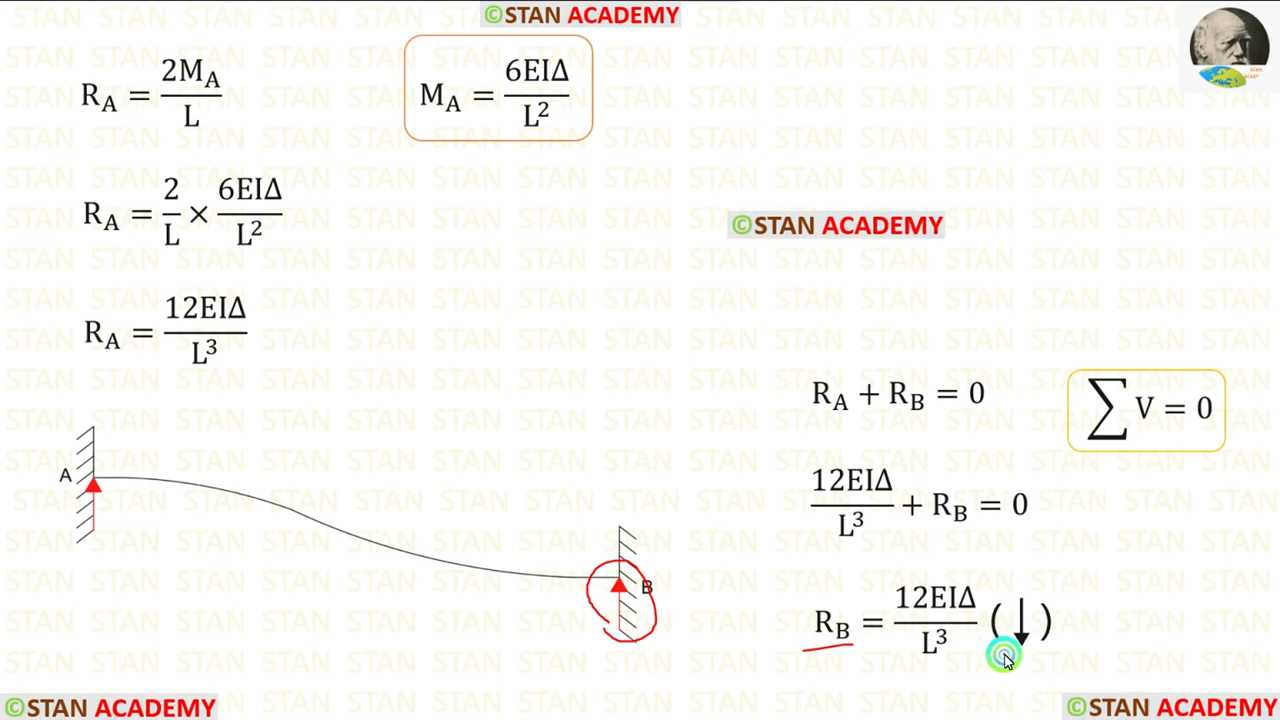 ©STAN ACADEMY
R_A = 2M_A / L
M_A = 6EIΔ / L²
R_A = 2/L × 6EIΔ / L²
©STAN ACADEMY
R_A = 12EIΔ / L³
R_A + R_B = 0
∑ V = 0
A
12EIΔ / L³ + R_B = 0
B
R_B = 12EIΔ / L³ (↓)
©STAN ACADEMY
©STAN ACADEMY